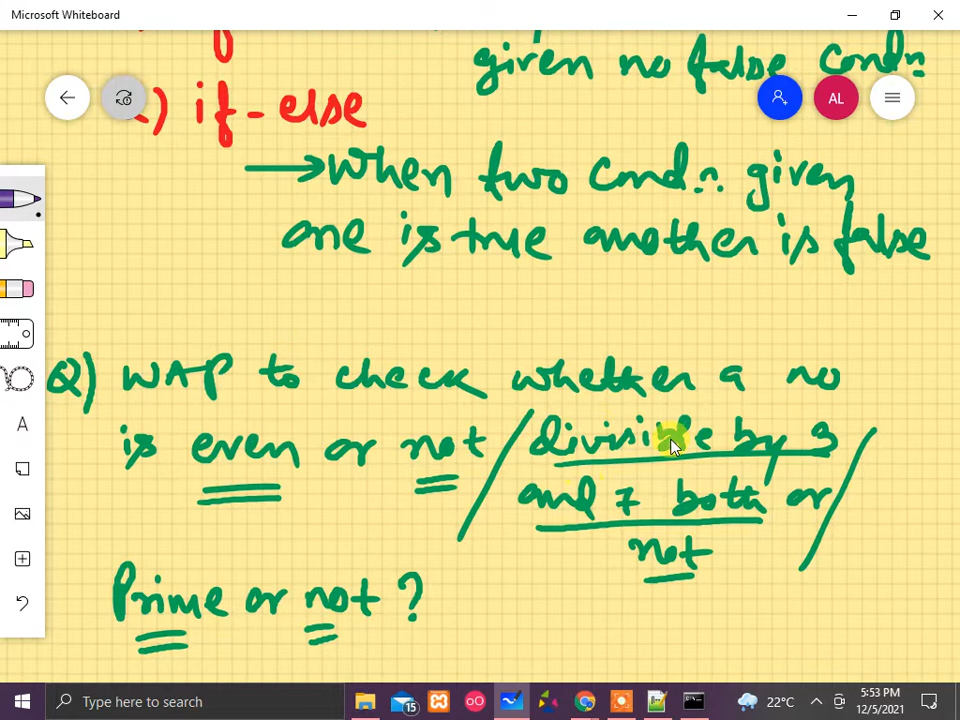 Microsoft Whiteboard
given no false condn
) if-else
AL
→ When two condn given
one is true another is false
Q) WAP to check whether a no
is even or not / divisible by 3
and 7 both or /
not
Prime or not?
A
15
Type here to search
22°C
5:53 PM
12/5/2021